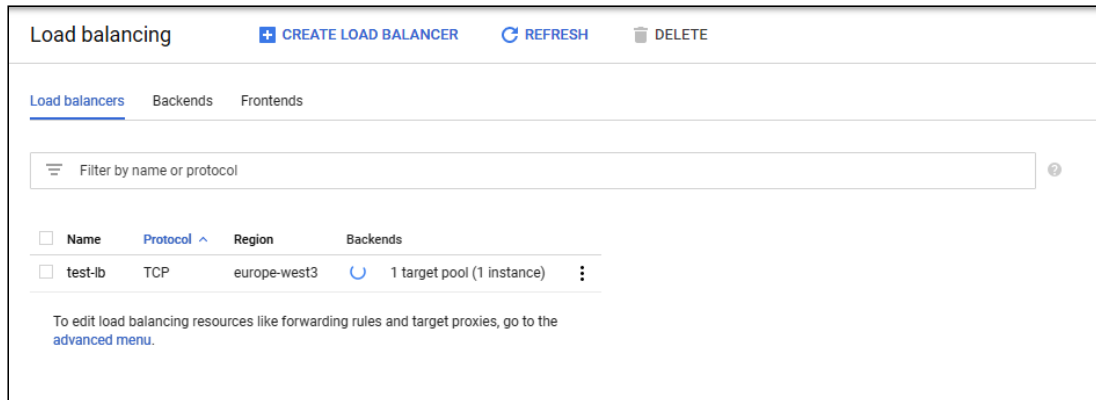 Load balancing CREATE LOAD BALANCER REFRESH DELETE
Load balancers Backends Frontends
Filter by name or protocol
Name Protocol Region Backends
test-lb TCP europe-west3 1 target pool (1 instance)
To edit load balancing resources like forwarding rules and target proxies, go to the
advanced menu.